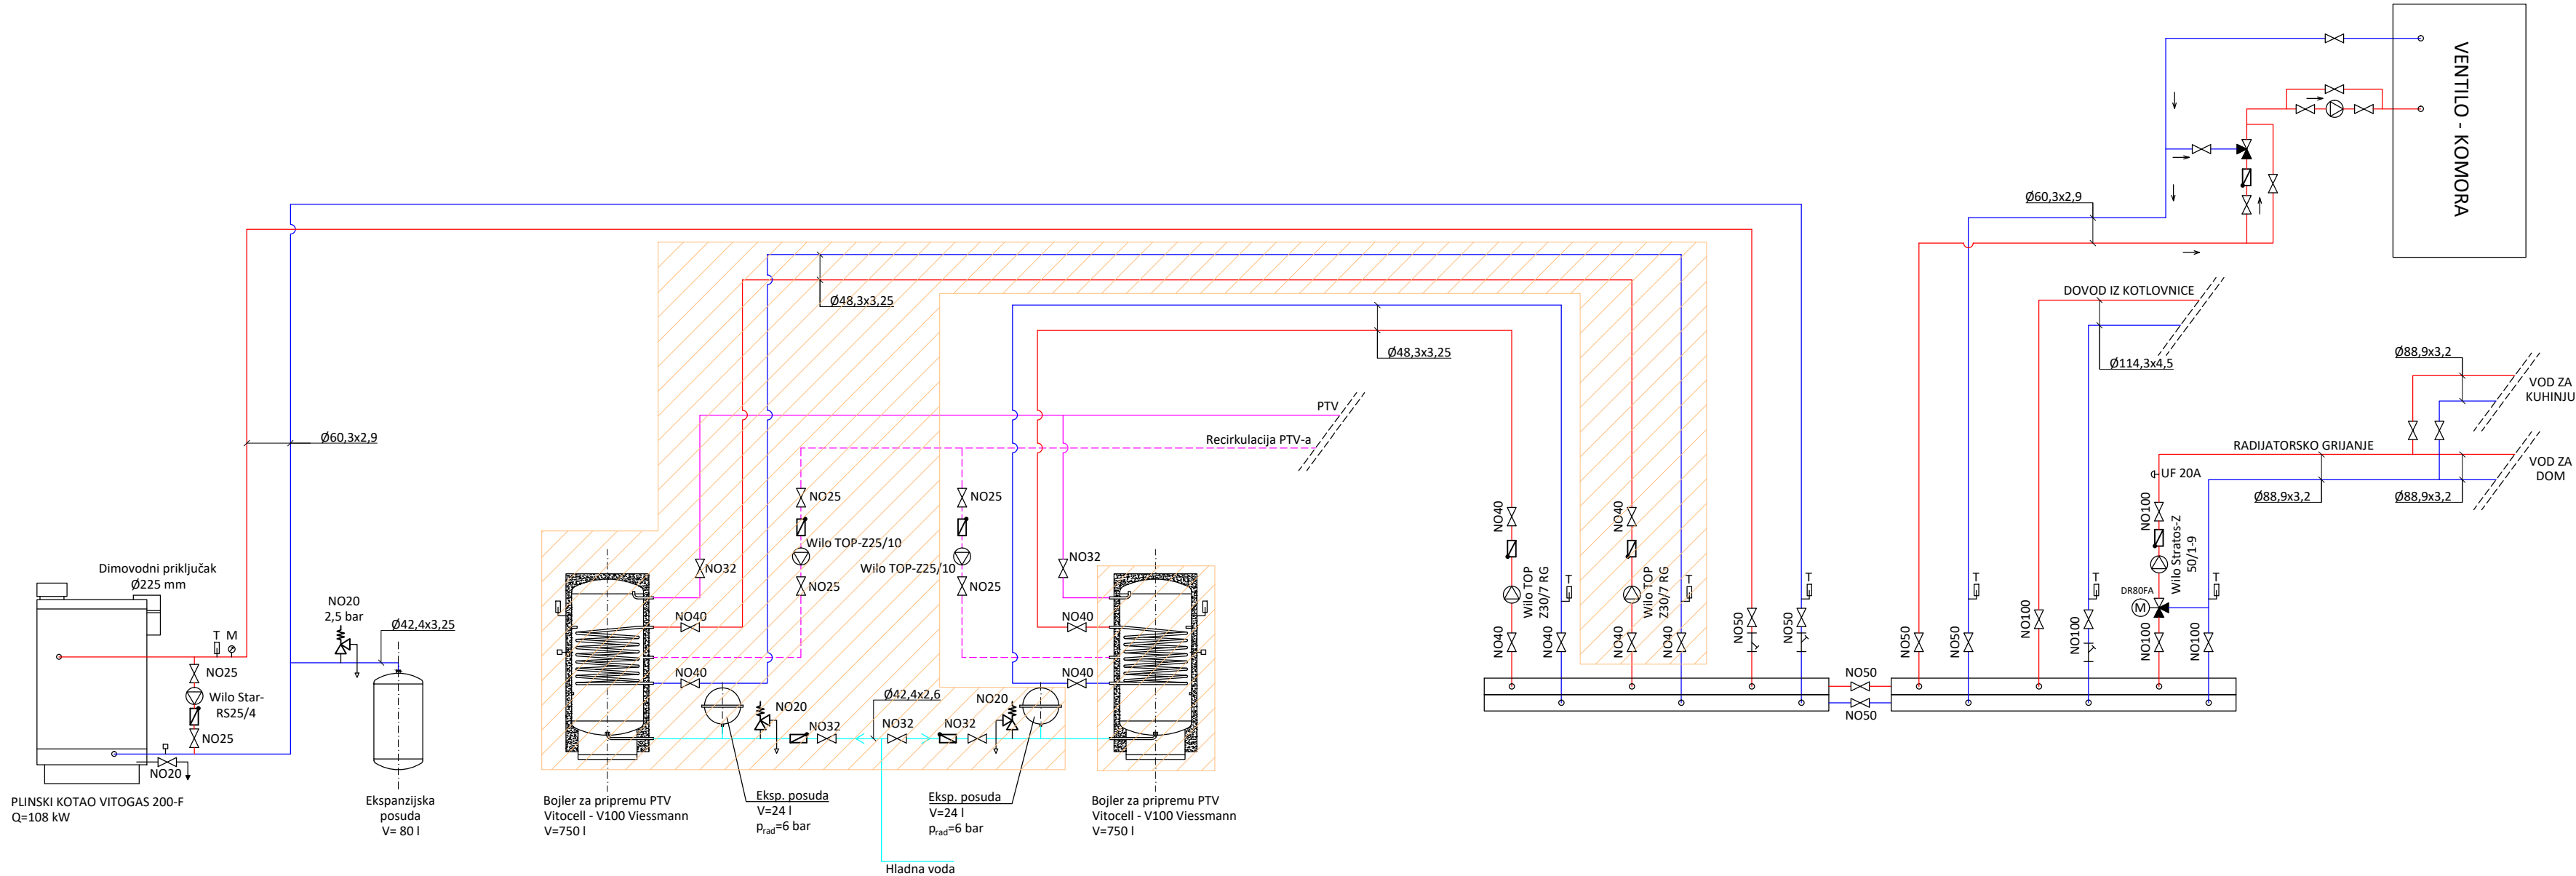 VENTILO - KOMORA
Ø60,3x2,9
DOVOD IZ KOTLOVNICE
Ø114,3x4,5
Ø88,9x3,2
VOD ZA
KUHINJU
RADIJATORSKO GRIJANJE
VOD ZA
DOM
UF 20A
Ø88,9x3,2
Ø88,9x3,2
Ø48,3x3,25
Ø48,3x3,25
PTV
Recirkulacija PTV-a
Ø60,3x2,9
NO25
NO25
Wilo TOP-Z25/10
Wilo TOP-Z25/10
NO32
NO32
NO25
NO25
NO40
NO40
NO40
NO40
Dimovodni priključak
Ø225 mm
NO20
2,5 bar
Ø42,4x3,25
T
M
NO25
Wilo Star-
RS25/4
NO25
NO20
PLINSKI KOTAO VITOGAS 200-F
Q=108 kW
Ekspanzijska
posuda
V= 80 l
Ø42,4x2,6
NO20
NO20
NO32
NO32
NO32
Bojler za pripremu PTV
Vitocell - V100 Viessmann
V=750 l
Eksp. posuda
V=24 l
prad=6 bar
Eksp. posuda
V=24 l
prad=6 bar
Bojler za pripremu PTV
Vitocell - V100 Viessmann
V=750 l
Hladna voda
NO40
NO40
Wilo TOP
Z30/7 RG
T
Wilo TOP
Z30/7 RG
T
T
NO40
NO40
NO40
NO40
NO50
NO50
NO50
NO50
NO50
NO50
T
NO100
T
NO100
NO100
Wilo Stratos-Z
50/1-9
DR80FA
M
T
NO100
NO100